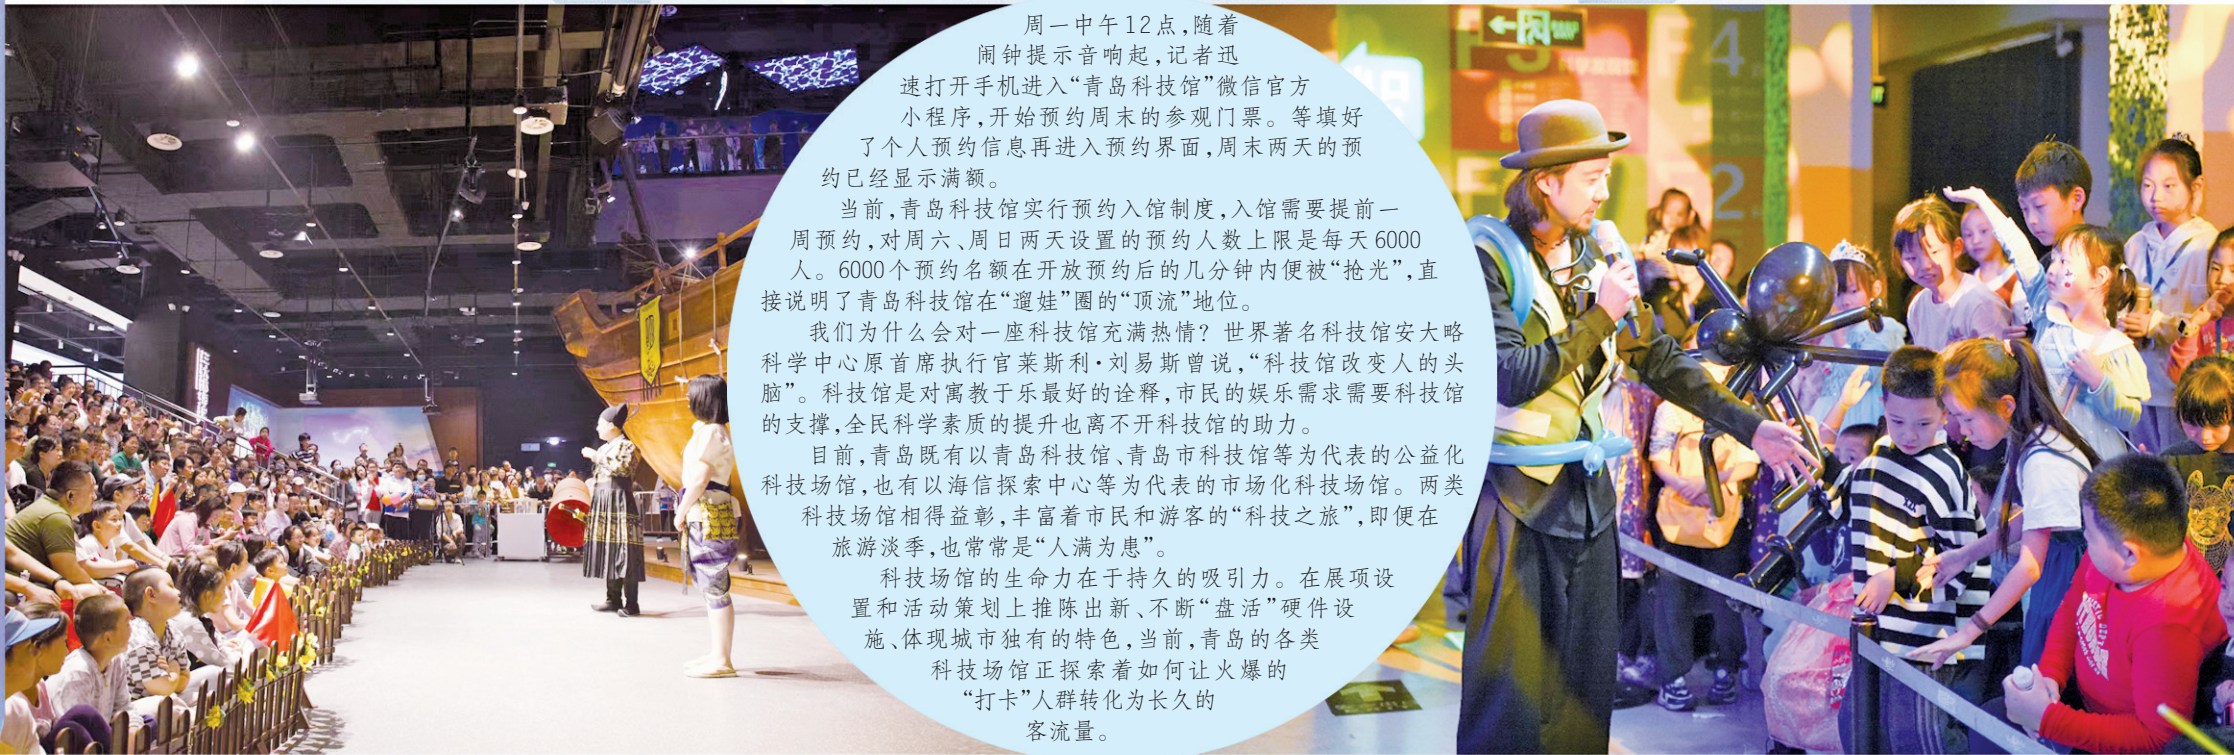 周一中午12点,随着
闹钟提示音响起,记者迅
速打开手机进入“青岛科技馆”微信官方
小程序,开始预约周末的参观门票。等填好
了个人预约信息再进入预约界面,周末两天的预
约已经显示满额。
当前,青岛科技馆实行预约入馆制度,入馆需要提前一
周预约,对周六、周日两天设置的预约人数上限是每天6000
人。6000个预约名额在开放预约后的几分钟内便被“抢光”,直
接说明了青岛科技馆在“遛娃”圈的“顶流”地位。
我们为什么会对一座科技馆充满热情?世界著名科技馆安大略
科学中心原首席执行官莱斯利·刘易斯曾说,“科技馆改变人的头
脑”。科技馆是对寓教于乐最好的诠释,市民的娱乐需求需要科技馆
的支撑,全民科学素质的提升也离不开科技馆的助力。
目前,青岛既有以青岛科技馆、青岛市科技馆等为代表的公益化
科技场馆,也有以海信探索中心等为代表的市场化科技场馆。两类
科技场馆相得益彰,丰富着市民和游客的“科技之旅”,即便在
旅游淡季,也常常是“人满为患”。
科技场馆的生命力在于持久的吸引力。在展项设
置和活动策划上推陈出新、不断“盘活”硬件设
施、体现城市独有的特色,当前,青岛的各类
科技场馆正探索着如何让火爆的
“打卡”人群转化为长久的
客流量。
F4
2